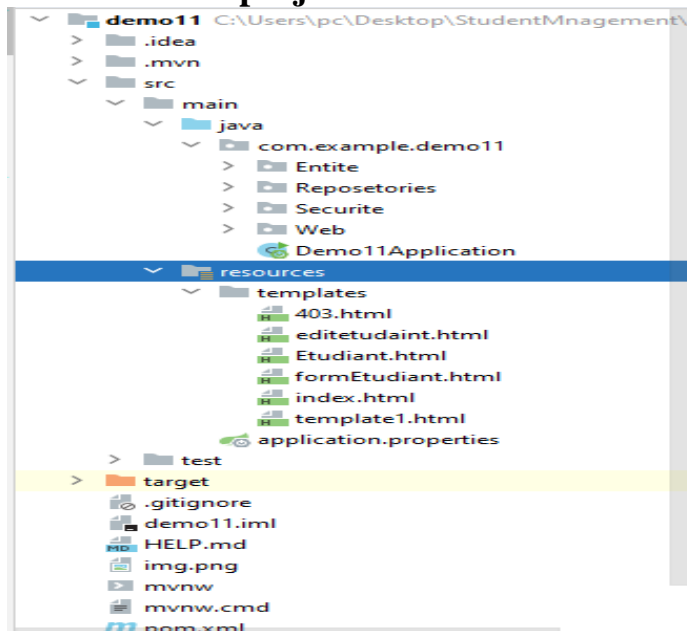 demo11 C:\Users\pc\Desktop\StudentMnagement\
.idea
.mvn
src
main
java
com.example.demo11
Entite
Reposetories
Securite
Web
Demo11Application
resources
templates
403.html
editetudaint.html
Etudiant.html
formEtudiant.html
index.html
template1.html
application.properties
test
target
.gitignore
demo11.iml
HELP.md
img.png
mvnw
mvnw.cmd
pom.xml